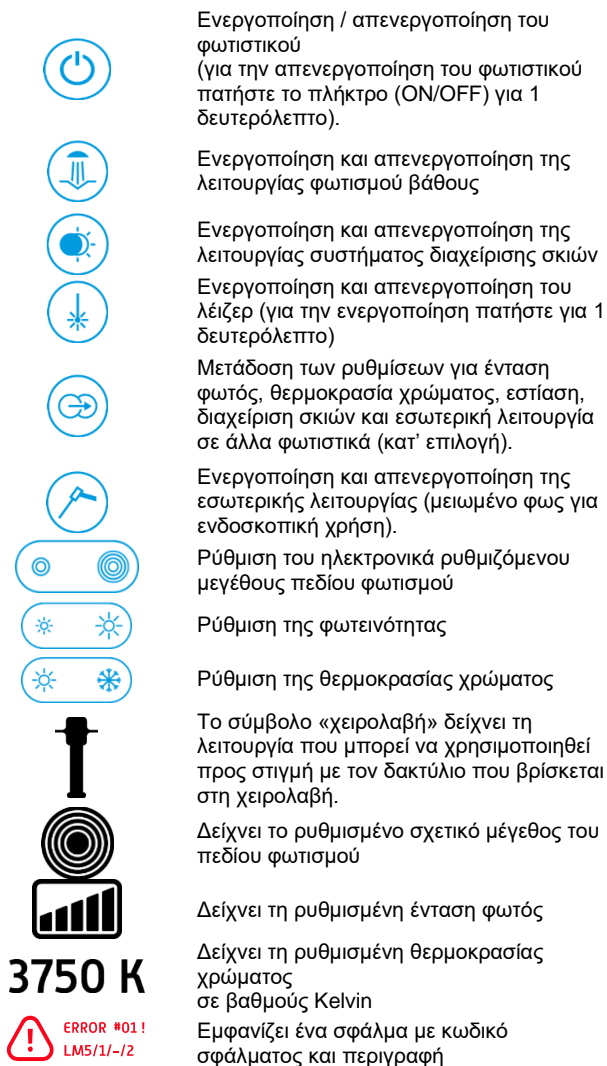 Ενεργοποίηση / απενεργοποίηση του
φωτιστικού
(για την απενεργοποίηση του φωτιστικού
πατήστε το πλήκτρο (ON/OFF) για 1
δευτερόλεπτο).
Ενεργοποίηση και απενεργοποίηση της
λειτουργίας φωτισμού βάθους
Ενεργοποίηση και απενεργοποίηση της
λειτουργίας συστήματος διαχείρισης σκιών
Ενεργοποίηση και απενεργοποίηση του
λέιζερ (για την ενεργοποίηση πατήστε για 1
δευτερόλεπτο)
Μετάδοση των ρυθμίσεων για ένταση
φωτός, θερμοκρασία χρώματος, εστίαση,
διαχείριση σκιών και εσωτερική λειτουργία
σε άλλα φωτιστικά (κατ’ επιλογή).
Ενεργοποίηση και απενεργοποίηση της
εσωτερικής λειτουργίας (μειωμένο φως για
ενδοσκοπική χρήση).
Ρύθμιση του ηλεκτρονικά ρυθμιζόμενου
μεγέθους πεδίου φωτισμού
Ρύθμιση της φωτεινότητας
Ρύθμιση της θερμοκρασίας χρώματος
Το σύμβολο «χειρολαβή» δείχνει τη
λειτουργία που μπορεί να χρησιμοποιηθεί
προς στιγμή με τον δακτύλιο που βρίσκεται
στη χειρολαβή.
Δείχνει το ρυθμισμένο σχετικό μέγεθος του
πεδίου φωτισμού
Δείχνει τη ρυθμισμένη ένταση φωτός
3750 K
Δείχνει τη ρυθμισμένη θερμοκρασίας
χρώματος
σε βαθμούς Kelvin
ERROR #01!
LM5/1/-/2
Εμφανίζει ένα σφάλμα με κωδικό
σφάλματος και περιγραφή